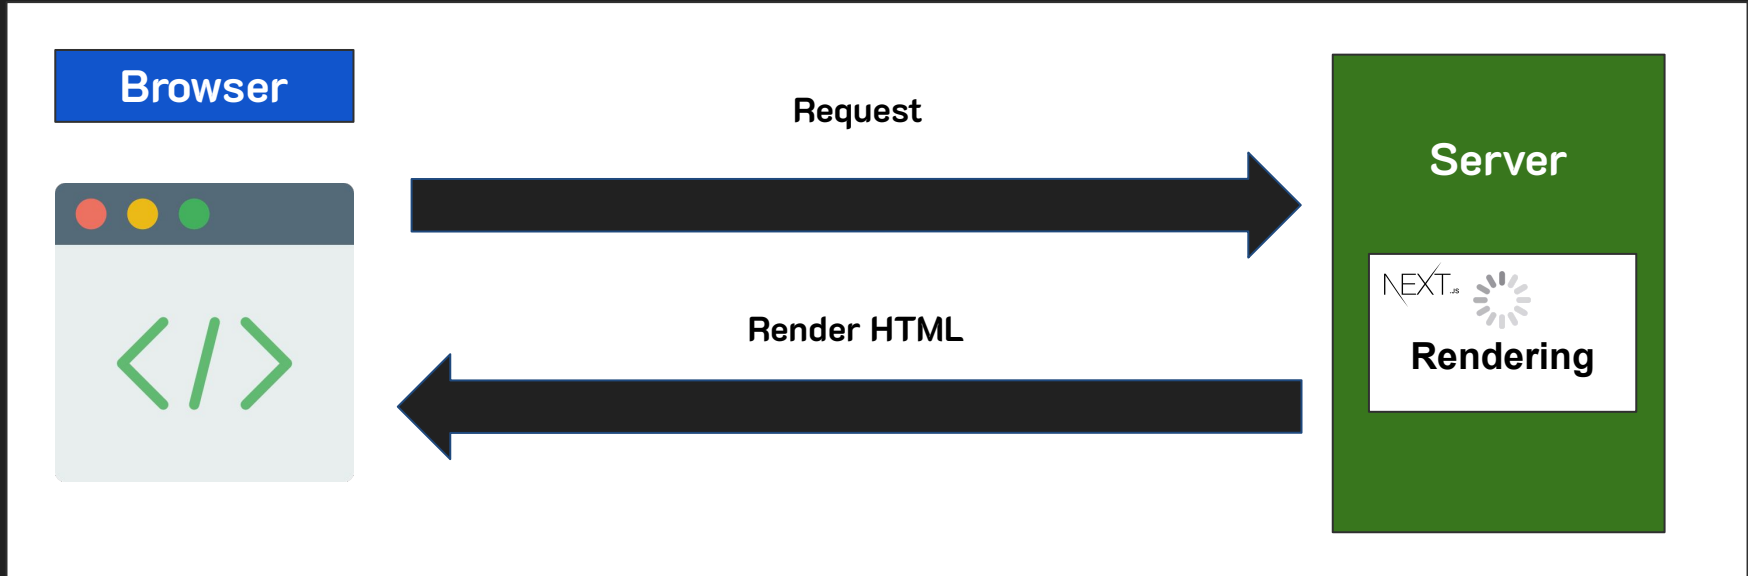 Browser
Request
Server
NEXT.JS
Render HTML
Rendering